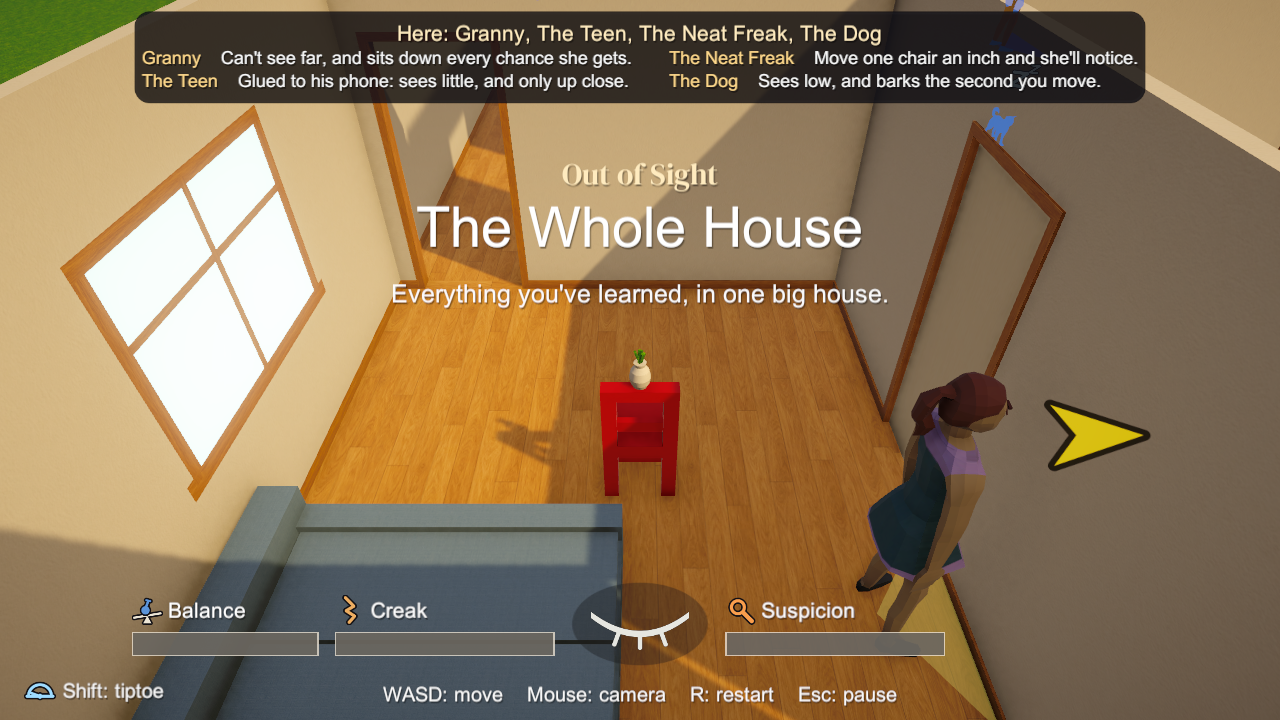 Here: Granny, The Teen, The Neat Freak, The Dog
Granny Can't see far, and sits down every chance she gets.
The Neat Freak Move one chair an inch and she'll notice.
The Teen Glued to his phone: sees little, and only up close.
The Dog Sees low, and barks the second you move.
Out of Sight
The Whole House
Everything you've learned, in one big house.
Balance
Creak
Suspicion
Shift: tiptoe
WASD: move Mouse: camera R: restart Esc: pause